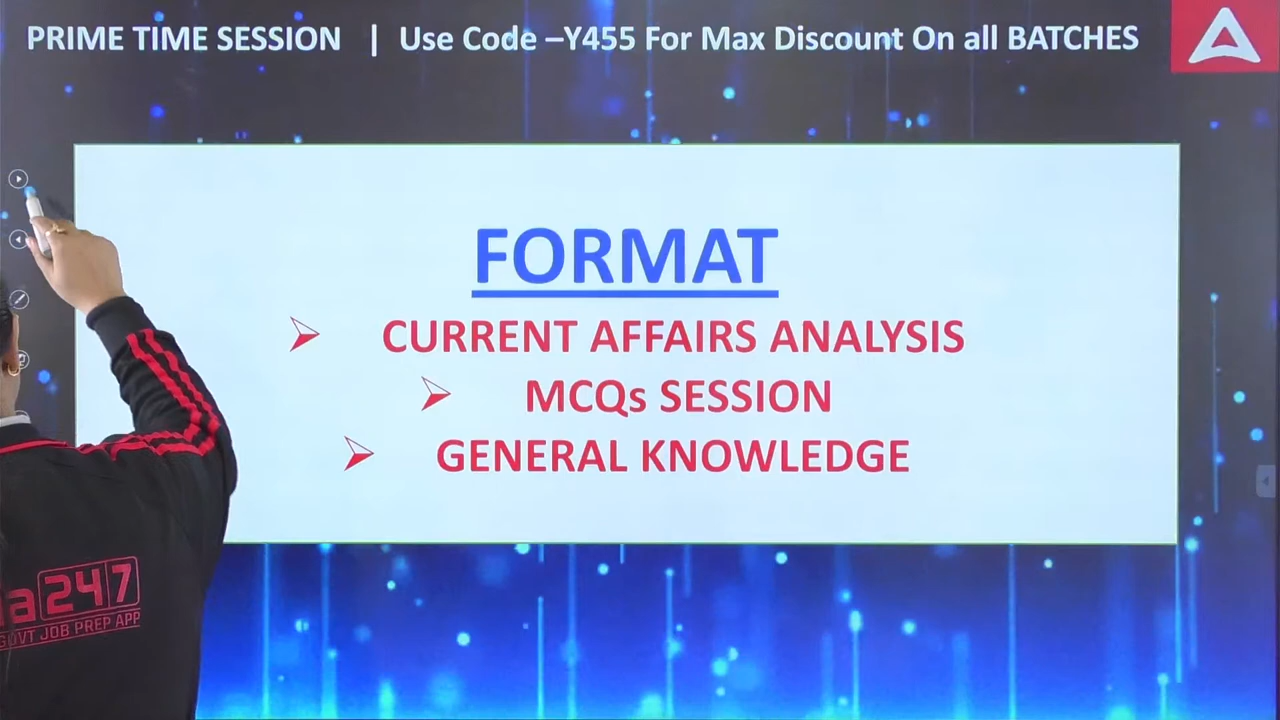 PRIME TIME SESSION | Use Code –Y455 For Max Discount On all BATCHES
FORMAT
CURRENT AFFAIRS ANALYSIS
MCQs SESSION
GENERAL KNOWLEDGE
a247
GOVT JOB PREP APP